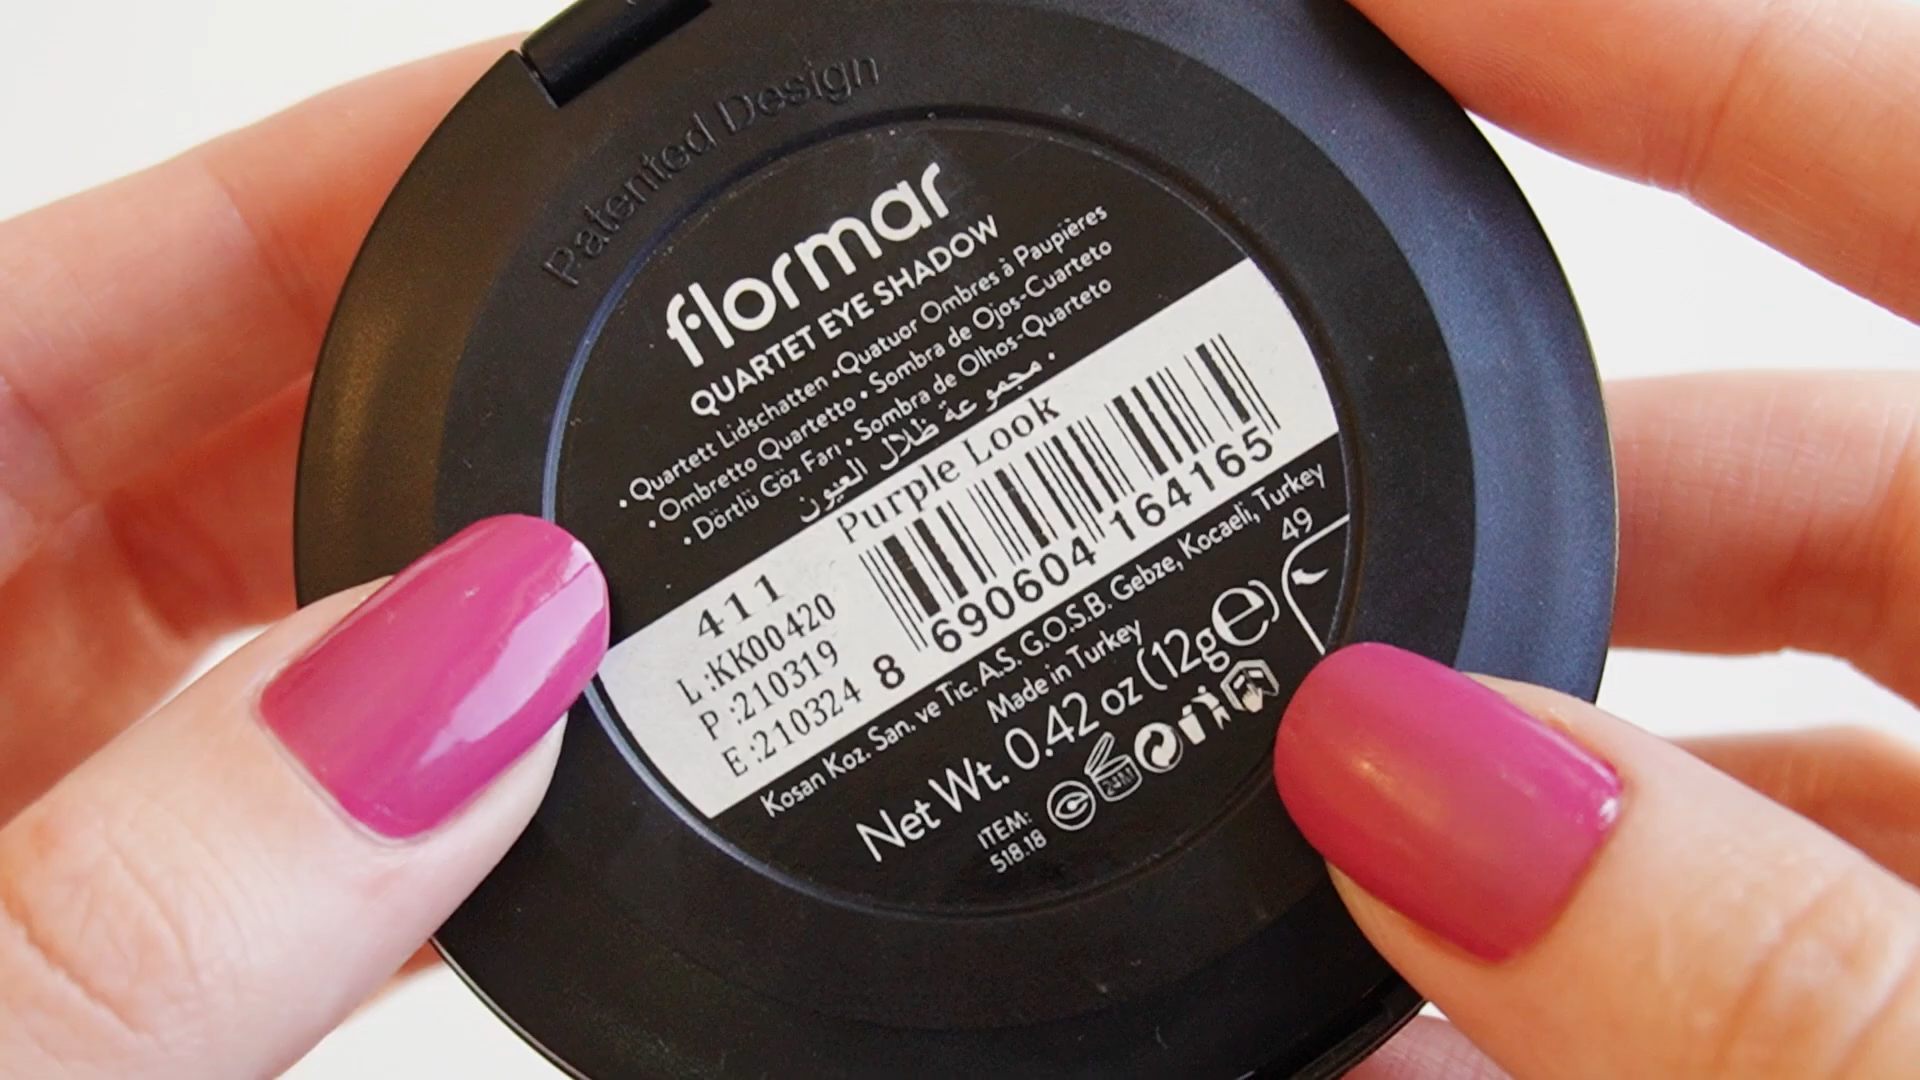 Patented Design
flormar
QUARTET EYE SHADOW
• Quartett Lidschatten •Quatuor Ombres à Paupières
• Ombretto Quartetto • Sombra de Ojos-Cuarteto
• Dörtlü Göz Farı • Sombra de Olhos-Quarteto
مجموعة ظلال العيون •
411 Purple Look
L:KK00420
P:210319
E:210324
8 690604 164165
Kosan Koz. San. ve Tic. A.S. G.O.S.B. Gebze, Kocaeli, Turkey
Made in Turkey
49
Net Wt. 0.42 oz (12g℮)
24M
ITEM:
518.18